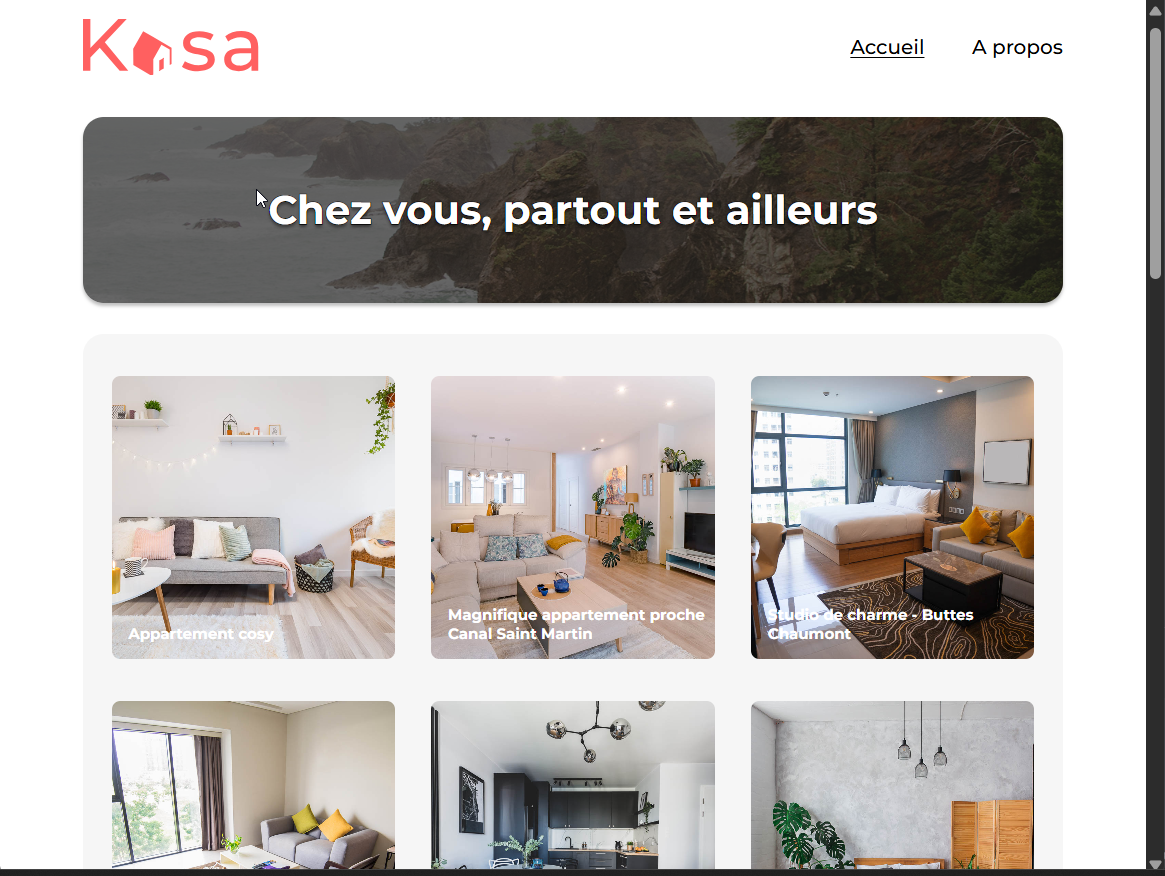 Kasa
Accueil
A propos
Chez vous, partout et ailleurs
Appartement cosy
Magnifique appartement proche
Canal Saint Martin
Studio de charme - Buttes
Chaumont